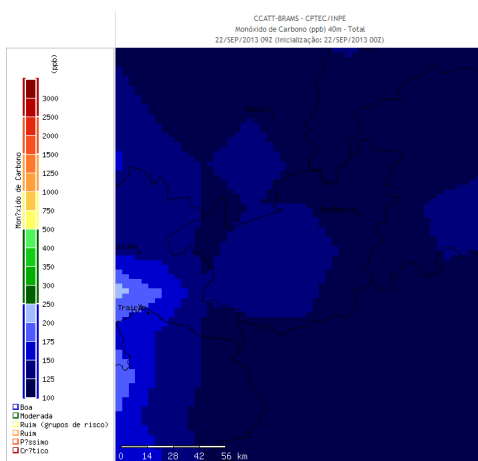 CCATT-BRAMS - CPTEC/INPE
Monóxido de Carbono (ppb) 40m - Total
22/SEP/2013 09Z (Inicialização: 22/SEP/2013 00Z)
(ppb)
Mon?xido de Carbono
3000
2500
2000
1500
1250
1000
750
500
400
350
300
250
200
175
150
125
100
Traição
Boa
Moderada
Ruim (grupos de risco)
Ruim
P?ssimo
Cr?tico
0 14 28 42 56 km